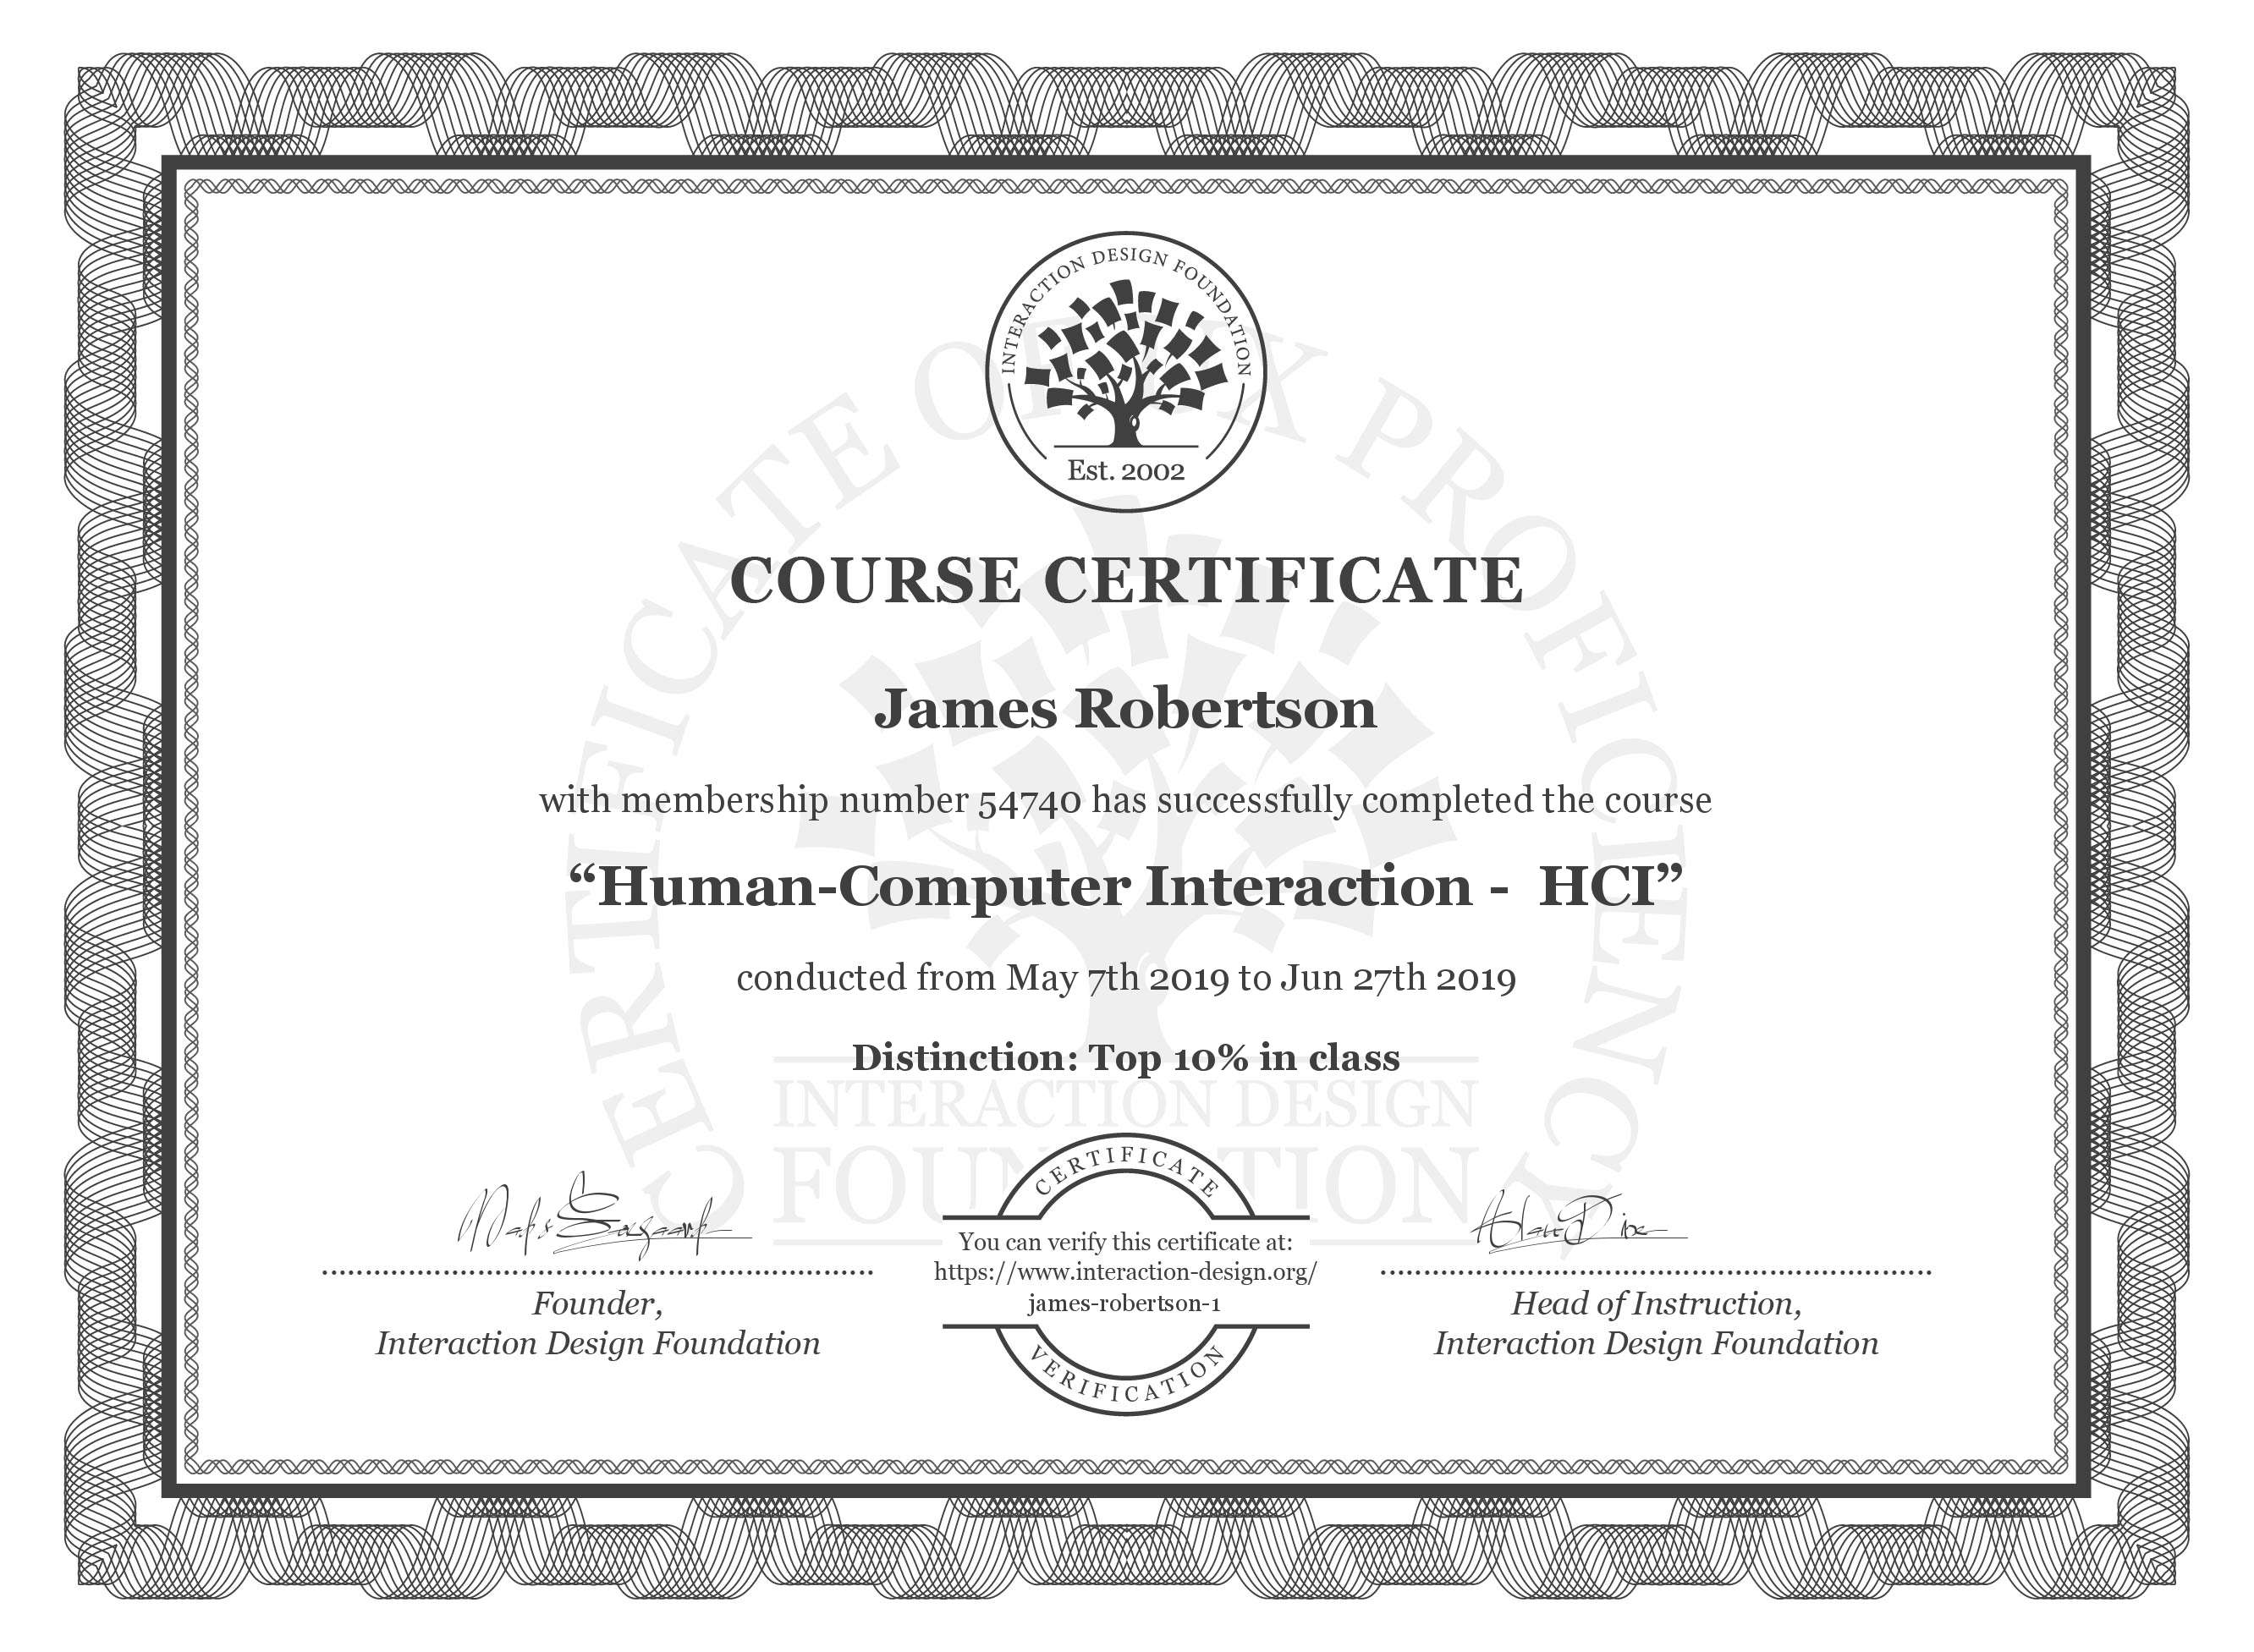 INTERACTION DESIGN FOUNDATION
Est. 2002
CERTIFICATE OF UX PROFICIENCY
COURSE CERTIFICATE
James Robertson
with membership number 54740 has successfully completed the course
“Human-Computer Interaction -  HCI”
conducted from May 7th 2019 to Jun 27th 2019
Distinction: Top 10% in class
INTERACTION DESIGN
FOUNDATION
CERTIFICATE
You can verify this certificate at:
https://www.interaction-design.org/
james-robertson-1
VERIFICATION
Founder,
Interaction Design Foundation
Alan Dix
Head of Instruction,
Interaction Design Foundation